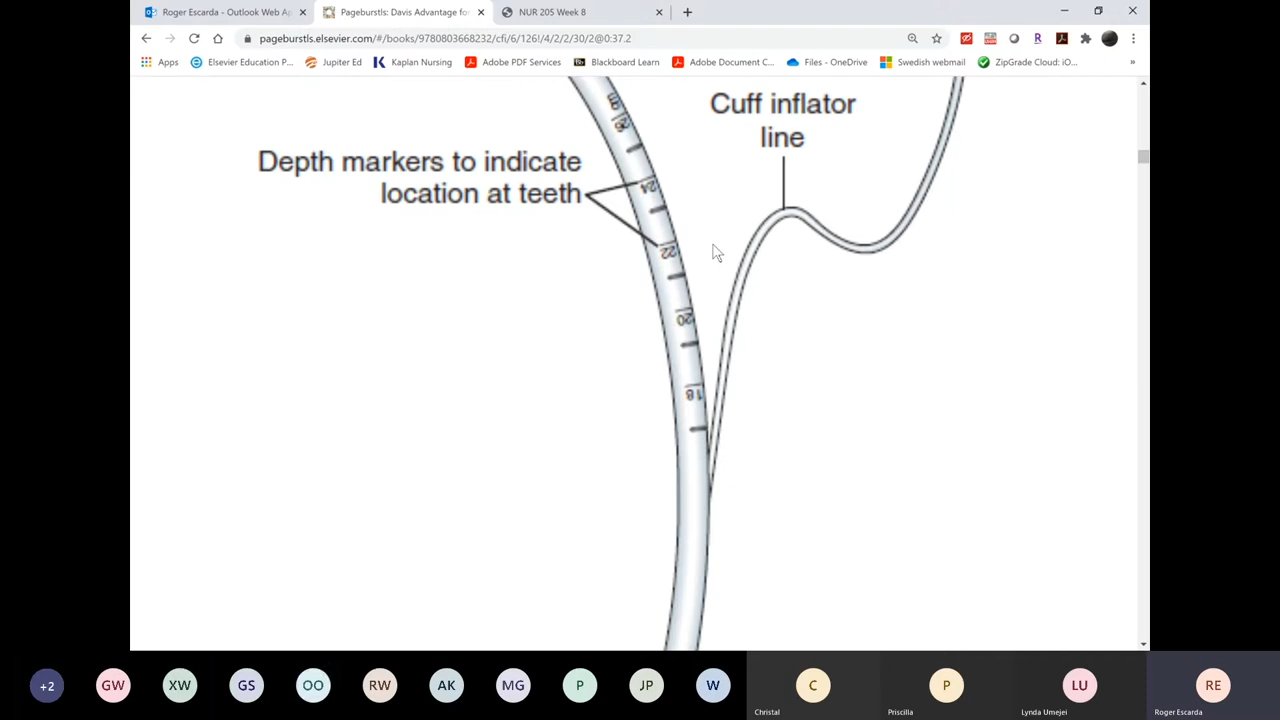 Roger Escarda - Outlook Web Ap
Pageburstls: Davis Advantage for
NUR 205 Week 8
pageburstls.elsevier.com/#/books/9780803668232/cfi/6/126!/4/2/2/30/2@0:37.2
Apps
Elsevier Education P...
Jupiter Ed
Kaplan Nursing
Adobe PDF Services
Blackboard Learn
Adobe Document C...
Files - OneDrive
Swedish webmail
ZipGrade Cloud: iO...
Cuff inflator
line
Depth markers to indicate
location at teeth
24
22
20
18
+2
GW
XW
GS
OO
RW
AK
MG
P
JP
W
C
Christal
P
Priscilla
LU
Lynda Umejei
RE
Roger Escarda